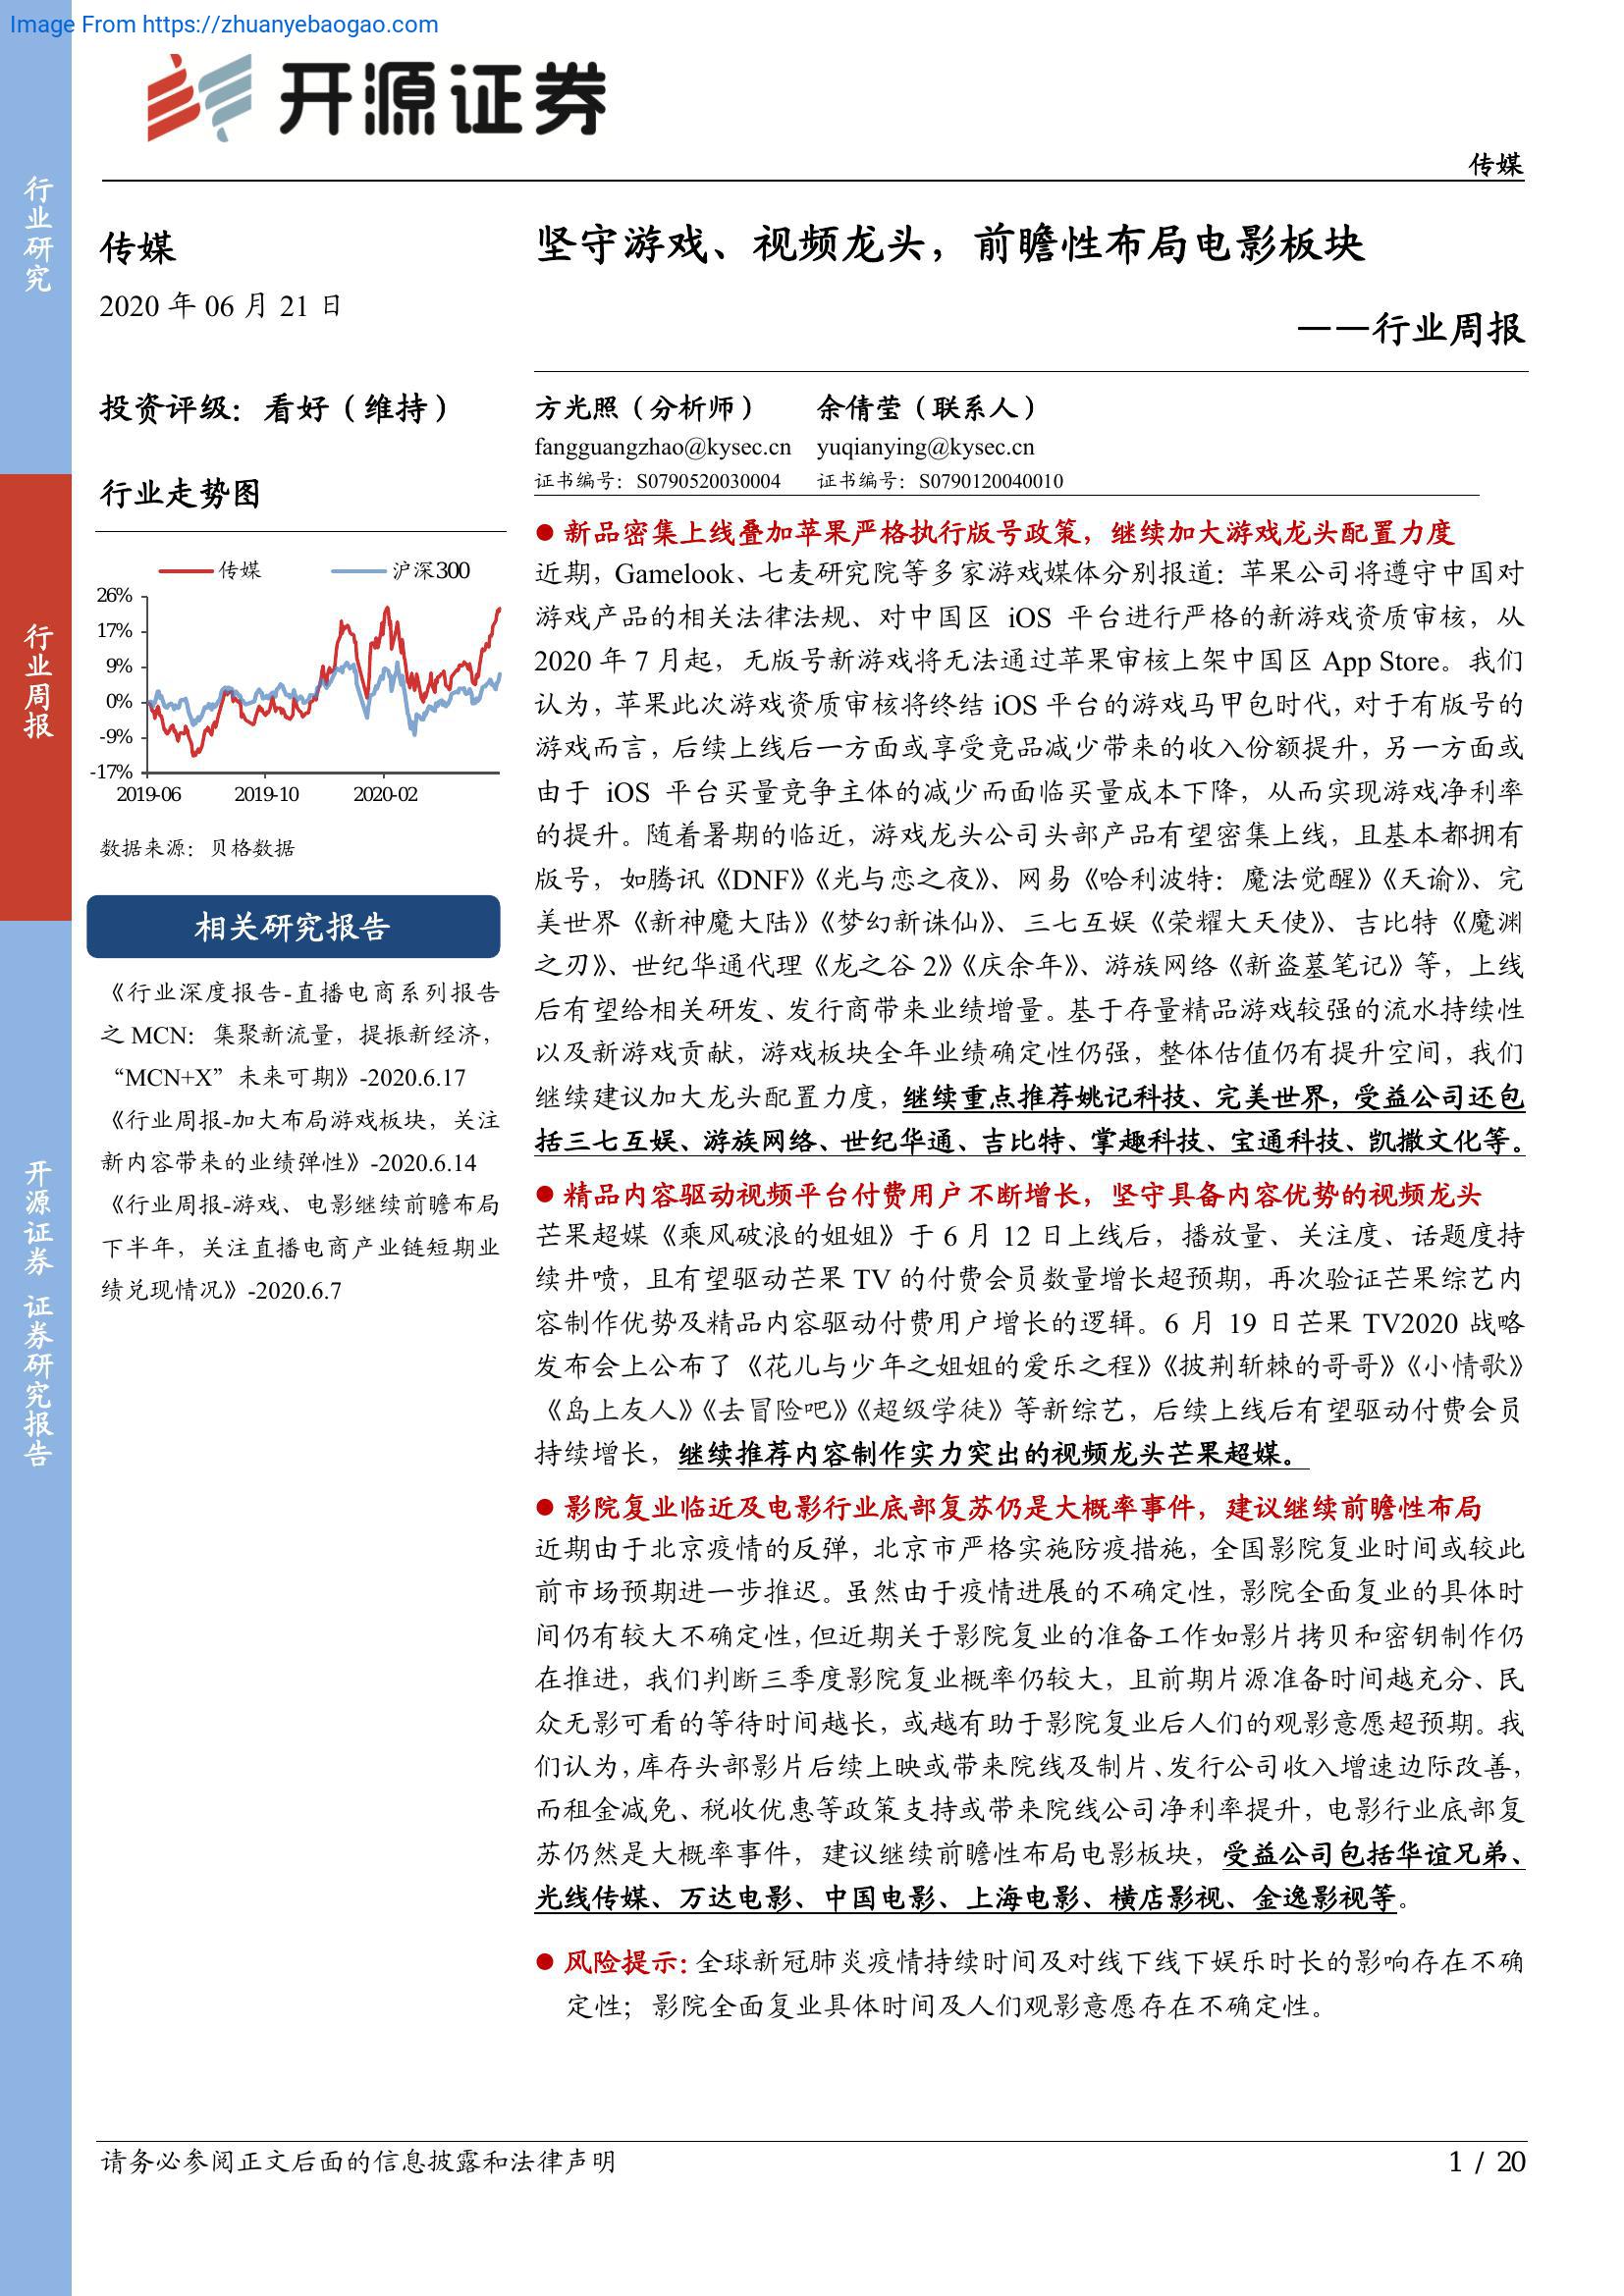 Image From https://zhuanyebaogao.com
开源证券
传媒
行业研究
行业周报
开源证券 证券研究报告
传媒
2020 年 06 月 21 日
投资评级：看好（维持）
行业走势图
传媒 沪深300
26%
17%
9%
0%
-9%
-17%
2019-06 2019-10 2020-02
数据来源：贝格数据
相关研究报告
《行业深度报告-直播电商系列报告
之 MCN：集聚新流量，提振新经济，
“MCN+X”未来可期》-2020.6.17
《行业周报-加大布局游戏板块，关注
新内容带来的业绩弹性》-2020.6.14
《行业周报-游戏、电影继续前瞻布局
下半年，关注直播电商产业链短期业
绩兑现情况》-2020.6.7
坚守游戏、视频龙头，前瞻性布局电影板块
——行业周报
方光照（分析师） 余倩莹（联系人）
fangguangzhao@kysec.cn yuqianying@kysec.cn
证书编号：S0790520030004 证书编号：S0790120040010
● 新品密集上线叠加苹果严格执行版号政策，继续加大游戏龙头配置力度
近期，Gamelook、七麦研究院等多家游戏媒体分别报道：苹果公司将遵守中国对
游戏产品的相关法律法规、对中国区 iOS 平台进行严格的新游戏资质审核，从
2020 年 7 月起，无版号新游戏将无法通过苹果审核上架中国区 App Store。我们
认为，苹果此次游戏资质审核将终结 iOS 平台的游戏马甲包时代，对于有版号的
游戏而言，后续上线后一方面或享受竞品减少带来的收入份额提升，另一方面或
由于 iOS 平台买量竞争主体的减少而面临买量成本下降，从而实现游戏净利率
的提升。随着暑期的临近，游戏龙头公司头部产品有望密集上线，且基本都拥有
版号，如腾讯《DNF》《光与恋之夜》、网易《哈利波特：魔法觉醒》《天谕》、完
美世界《新神魔大陆》《梦幻新诛仙》、三七互娱《荣耀大天使》、吉比特《魔渊
之刃》、世纪华通代理《龙之谷 2》《庆余年》、游族网络《新盗墓笔记》等，上线
后有望给相关研发、发行商带来业绩增量。基于存量精品游戏较强的流水持续性
以及新游戏贡献，游戏板块全年业绩确定性仍强，整体估值仍有提升空间，我们
继续建议加大龙头配置力度，继续重点推荐姚记科技、完美世界，受益公司还包
括三七互娱、游族网络、世纪华通、吉比特、掌趣科技、宝通科技、凯撒文化等。
● 精品内容驱动视频平台付费用户不断增长，坚守具备内容优势的视频龙头
芒果超媒《乘风破浪的姐姐》于 6 月 12 日上线后，播放量、关注度、话题度持
续井喷，且有望驱动芒果 TV 的付费会员数量增长超预期，再次验证芒果综艺内
容制作优势及精品内容驱动付费用户增长的逻辑。6 月 19 日芒果 TV2020 战略
发布会上公布了《花儿与少年之姐姐的爱乐之程》《披荆斩棘的哥哥》《小情歌》
《岛上友人》《去冒险吧》《超级学徒》等新综艺，后续上线后有望驱动付费会员
持续增长，继续推荐内容制作实力突出的视频龙头芒果超媒。
● 影院复业临近及电影行业底部复苏仍是大概率事件，建议继续前瞻性布局
近期由于北京疫情的反弹，北京市严格实施防疫措施，全国影院复业时间或较此
前市场预期进一步推迟。虽然由于疫情进展的不确定性，影院全面复业的具体时
间仍有较大不确定性，但近期关于影院复业的准备工作如影片拷贝和密钥制作仍
在推进，我们判断三季度影院复业概率仍较大，且前期片源准备时间越充分、民
众无影可看的等待时间越长，或越有助于影院复业后人们的观影意愿超预期。我
们认为，库存头部影片后续上映或带来院线及制片、发行公司收入增速边际改善，
而租金减免、税收优惠等政策支持或带来院线公司净利率提升，电影行业底部复
苏仍然是大概率事件，建议继续前瞻性布局电影板块，受益公司包括华谊兄弟、
光线传媒、万达电影、中国电影、上海电影、横店影视、金逸影视等。
● 风险提示：全球新冠肺炎疫情持续时间及对线下线下娱乐时长的影响存在不确
定性；影院全面复业具体时间及人们观影意愿存在不确定性。
请务必参阅正文后面的信息披露和法律声明 1 / 20